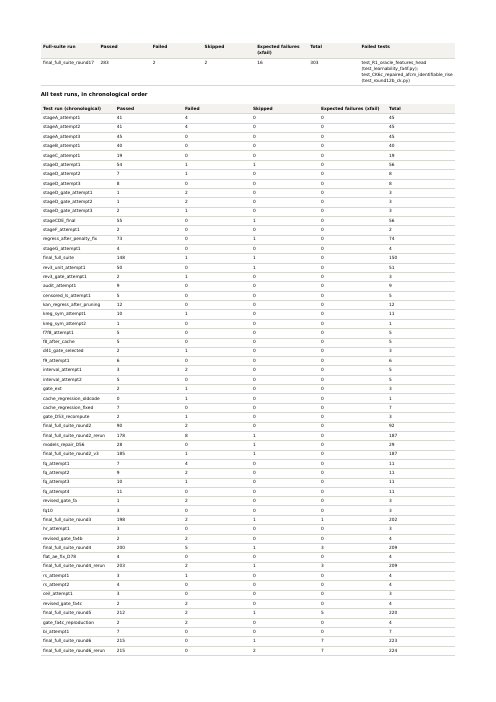 Full-suite run Passed Failed Skipped Expected failures (xfail) Total Failed tests
final_full_suite_round17 283 2 2 16 303 test_R1_oracle_features_head
(test_learnability_fa4f.py);
test_CK6c_repaired_afcm_identifiable_rise
(test_round12b_ck.py)
All test runs, in chronological order
Test run (chronological) Passed Failed Skipped Expected failures (xfail) Total
stageA_attempt1 41 4 0 0 45
stageA_attempt2 41 4 0 0 45
stageA_attempt3 45 0 0 0 45
stageB_attempt1 40 0 0 0 40
stageC_attempt1 19 0 0 0 19
stageD_attempt1 54 1 1 0 56
stageD_attempt2 7 1 0 0 8
stageD_attempt3 8 0 0 0 8
stageD_gate_attempt1 1 2 0 0 3
stageD_gate_attempt2 1 2 0 0 3
stageD_gate_attempt3 2 1 0 0 3
stageCDE_final 55 0 1 0 56
stageF_attempt1 2 0 0 0 2
regress_after_penalty_fix 73 0 1 0 74
stageG_attempt1 4 0 0 0 4
final_full_suite 148 1 1 0 150
rev3_unit_attempt1 50 0 1 0 51
rev3_gate_attempt1 2 1 0 0 3
audit_attempt1 9 0 0 0 9
censored_ls_attempt1 5 0 0 0 5
kan_regress_after_pruning 12 0 0 0 12
kreg_sym_attempt1 10 1 0 0 11
kreg_sym_attempt2 1 0 0 0 1
f7f8_attempt1 5 0 0 0 5
f8_after_cache 5 0 0 0 5
d41_gate_selected 2 1 0 0 3
f9_attempt1 6 0 0 0 6
interval_attempt1 3 2 0 0 5
interval_attempt2 5 0 0 0 5
gate_ext 2 1 0 0 3
cache_regression_oldcode 0 1 0 0 1
cache_regression_fixed 7 0 0 0 7
gate_D53_recompute 2 1 0 0 3
final_full_suite_round2 90 2 0 0 92
final_full_suite_round2_rerun 178 8 1 0 187
models_repair_D56 28 0 1 0 29
final_full_suite_round2_v3 185 1 1 0 187
fq_attempt1 7 4 0 0 11
fq_attempt2 9 2 0 0 11
fq_attempt3 10 1 0 0 11
fq_attempt4 11 0 0 0 11
revised_gate_fa 1 2 0 0 3
fq10 3 0 0 0 3
final_full_suite_round3 198 2 1 1 202
hr_attempt1 3 0 0 0 3
revised_gate_fa4b 2 2 0 0 4
final_full_suite_round4 200 5 1 3 209
flat_ae_fix_D78 4 0 0 0 4
final_full_suite_round4_rerun 203 2 1 3 209
rs_attempt1 3 1 0 0 4
rs_attempt2 4 0 0 0 4
ceil_attempt1 3 0 0 0 3
revised_gate_fa4c 2 2 0 0 4
final_full_suite_round5 212 2 1 5 220
gate_fa4c_reproduction 2 2 0 0 4
bi_attempt1 7 0 0 0 7
final_full_suite_round6 215 0 1 7 223
final_full_suite_round6_rerun 215 0 2 7 224